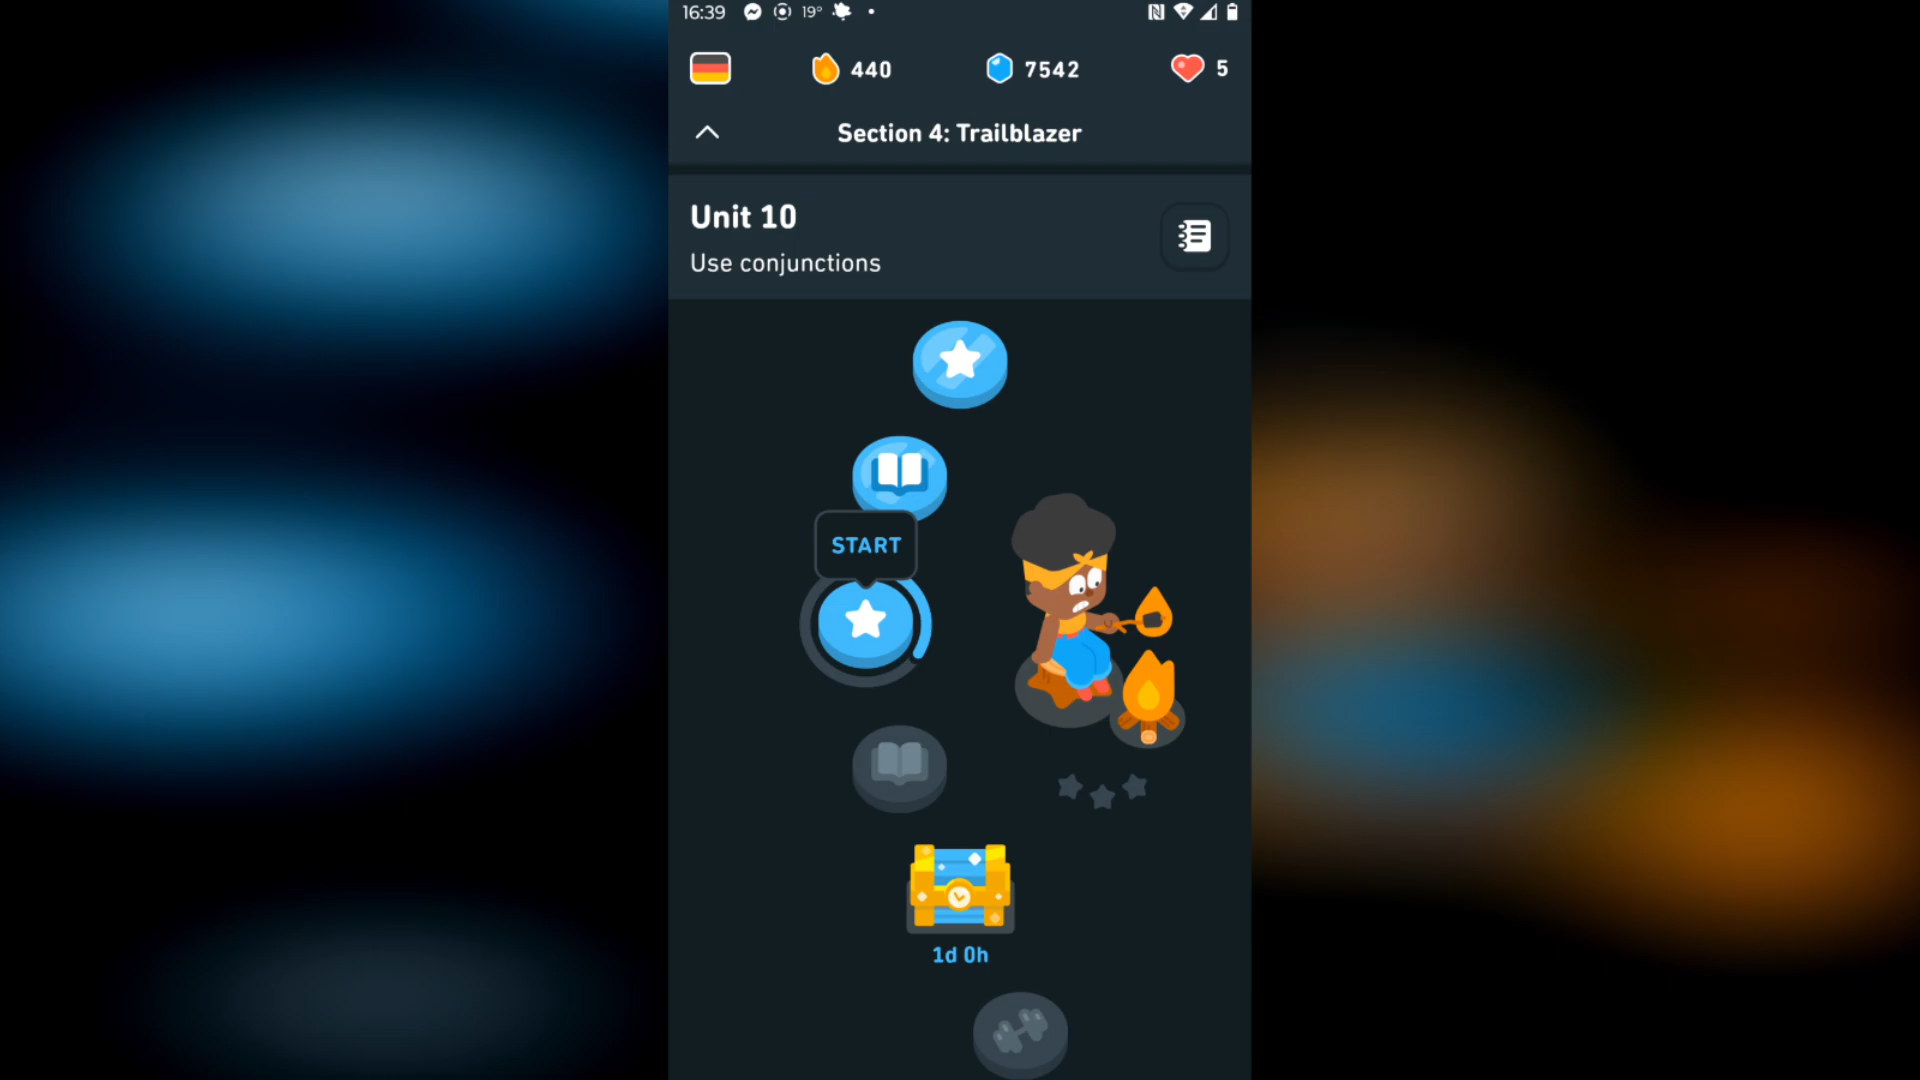 16:39 19°
440 7542 5
Section 4: Trailblazer
Unit 10
Use conjunctions
START
1d 0h